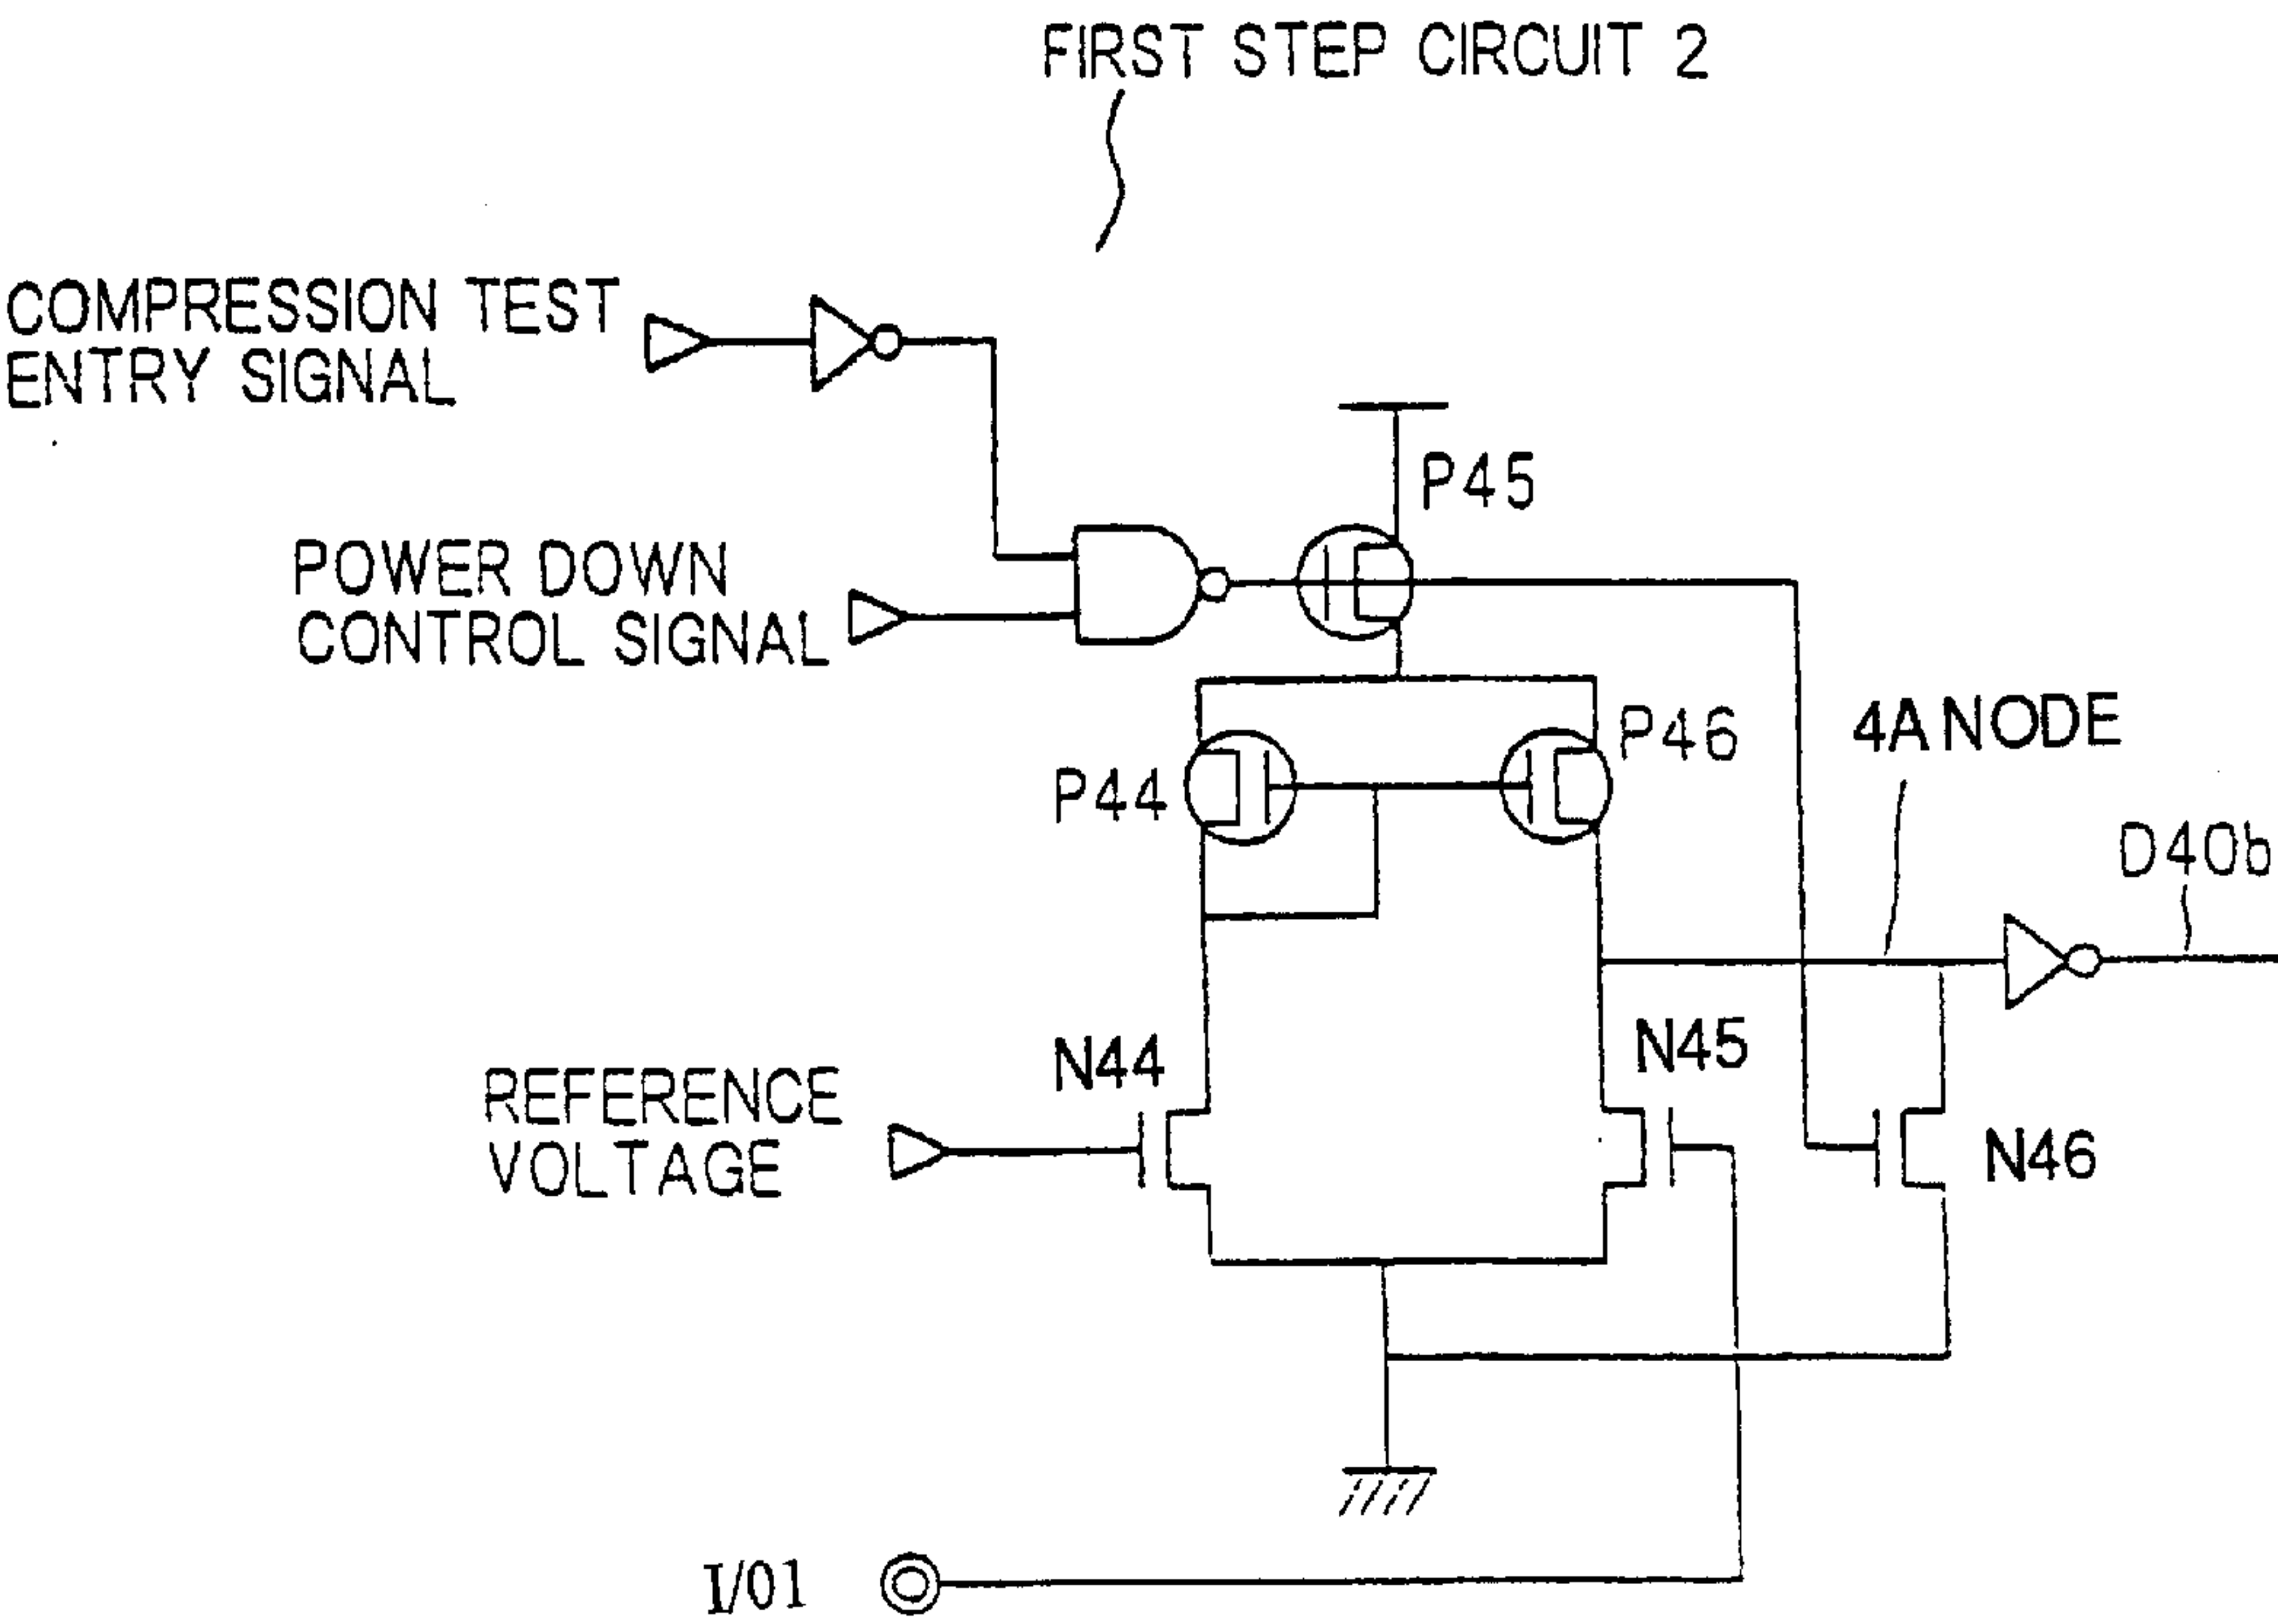 FIRST STEP CIRCUIT 2
COMPRESSION TEST
ENTRY SIGNAL
P45
POWER DOWN
CONTROL SIGNAL
P44
P46
4A NODE
D40b
N44
N45
REFERENCE
VOLTAGE
N46
I/01